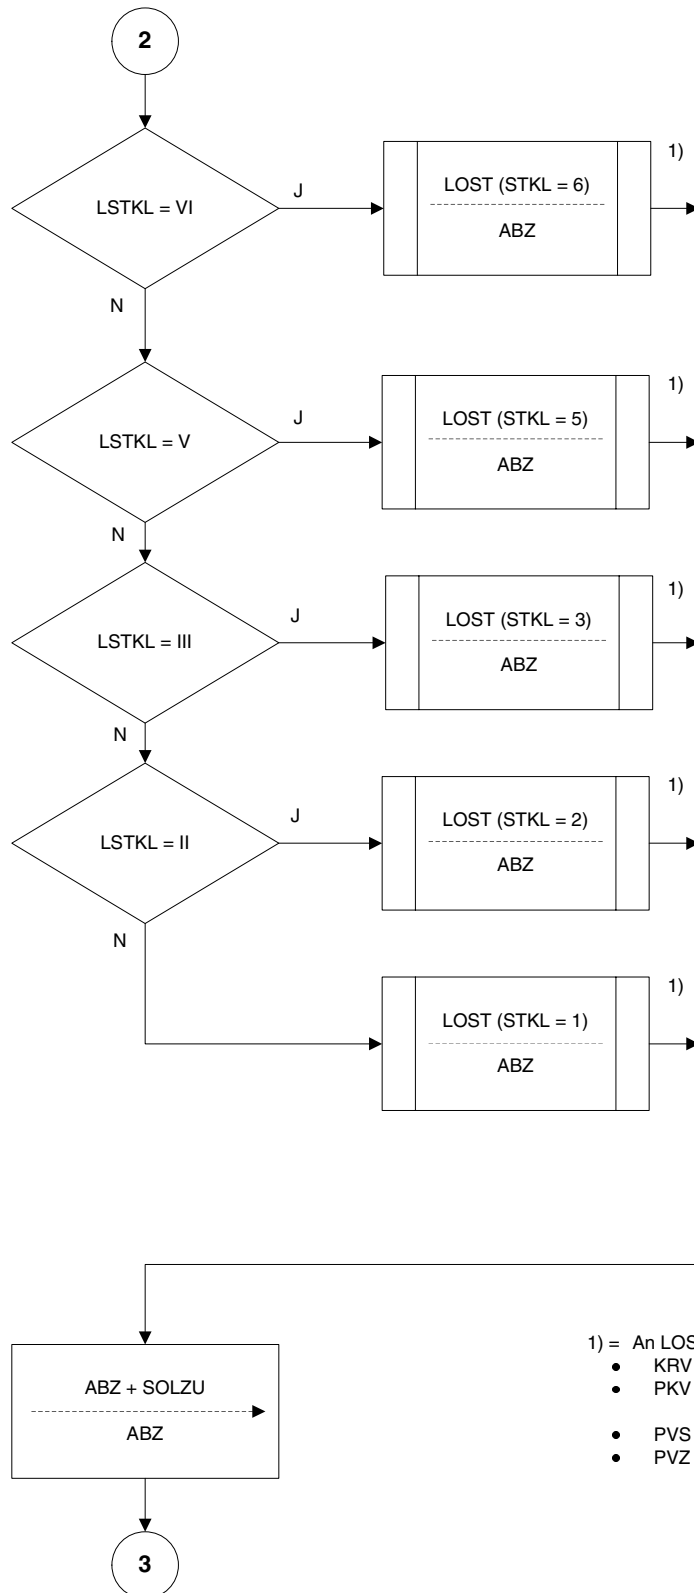 2
LSTKL = VI
J
LOST (STKL = 6)
ABZ
1)
N
LSTKL = V
J
LOST (STKL = 5)
ABZ
1)
N
LSTKL = III
J
LOST (STKL = 3)
ABZ
1)
N
LSTKL = II
J
LOST (STKL = 2)
ABZ
1)
N
LOST (STKL = 1)
ABZ
1)
ABZ + SOLZU
ABZ
1) = An LOS
• KRV
• PKV
• PVS
• PVZ
3